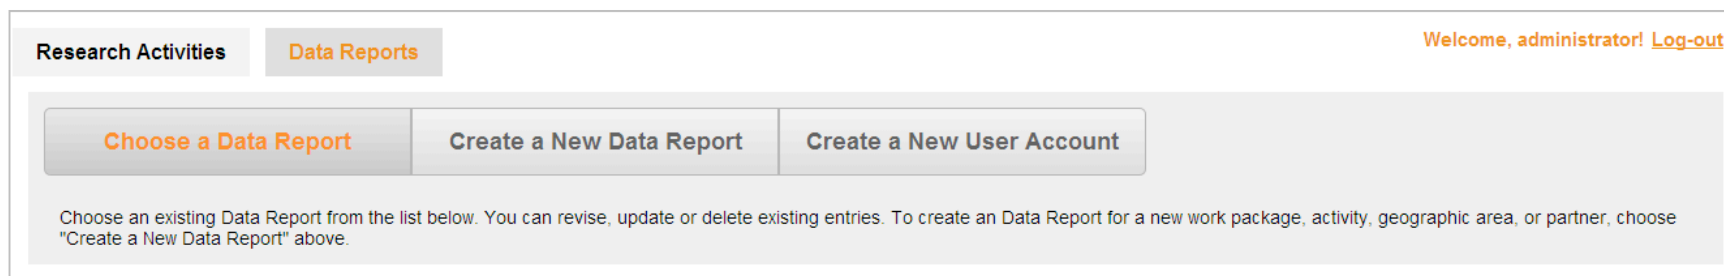 Research Activities
Data Reports
Welcome, administrator! Log-out
Choose a Data Report
Create a New Data Report
Create a New User Account
Choose an existing Data Report from the list below. You can revise, update or delete existing entries. To create an Data Report for a new work package, activity, geographic area, or partner, choose
"Create a New Data Report" above.